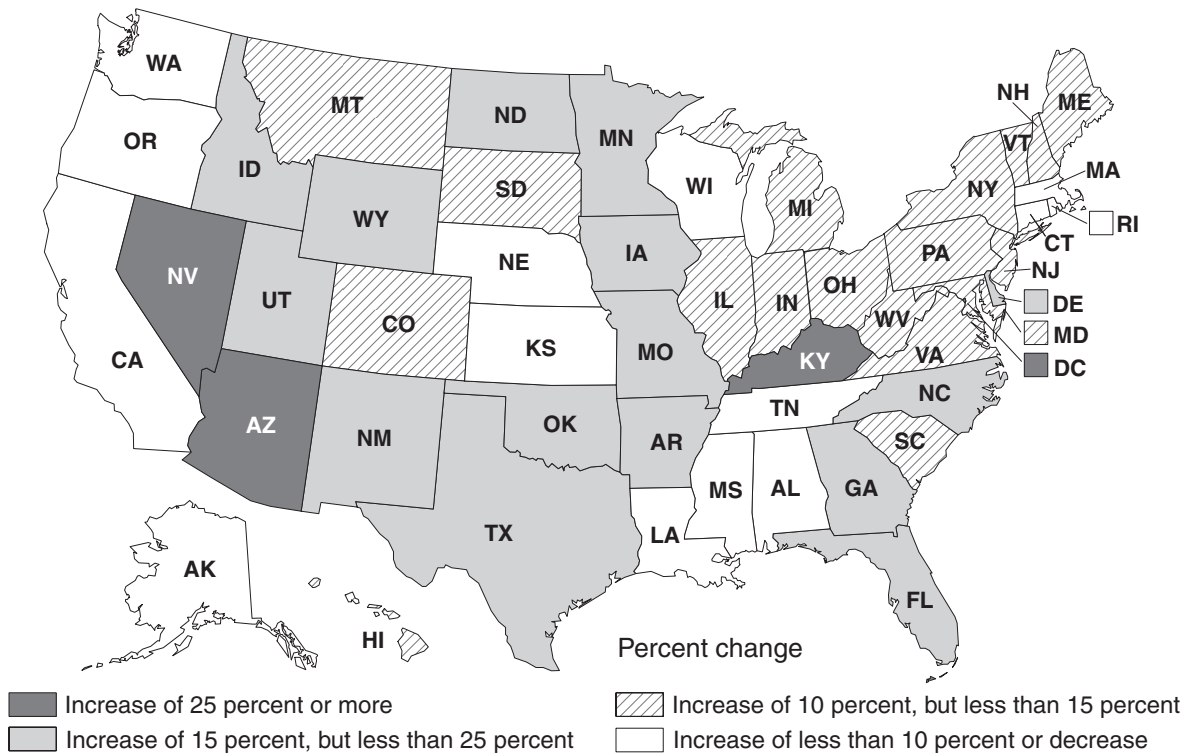 WA
MT
ND
MN
NH
ME
VT
OR
ID
SD
WI
MI
NY
MA
WY
RI
CT
NV
NE
IA
PA
NJ
UT
CO
IL
IN
OH
DE
WV
MD
CA
KS
MO
KY
VA
DC
TN
NC
AZ
NM
OK
AR
SC
MS
AL
GA
TX
LA
AK
FL
HI
Percent change
Increase of 25 percent or more
Increase of 15 percent, but less than 25 percent
Increase of 10 percent, but less than 15 percent
Increase of less than 10 percent or decrease